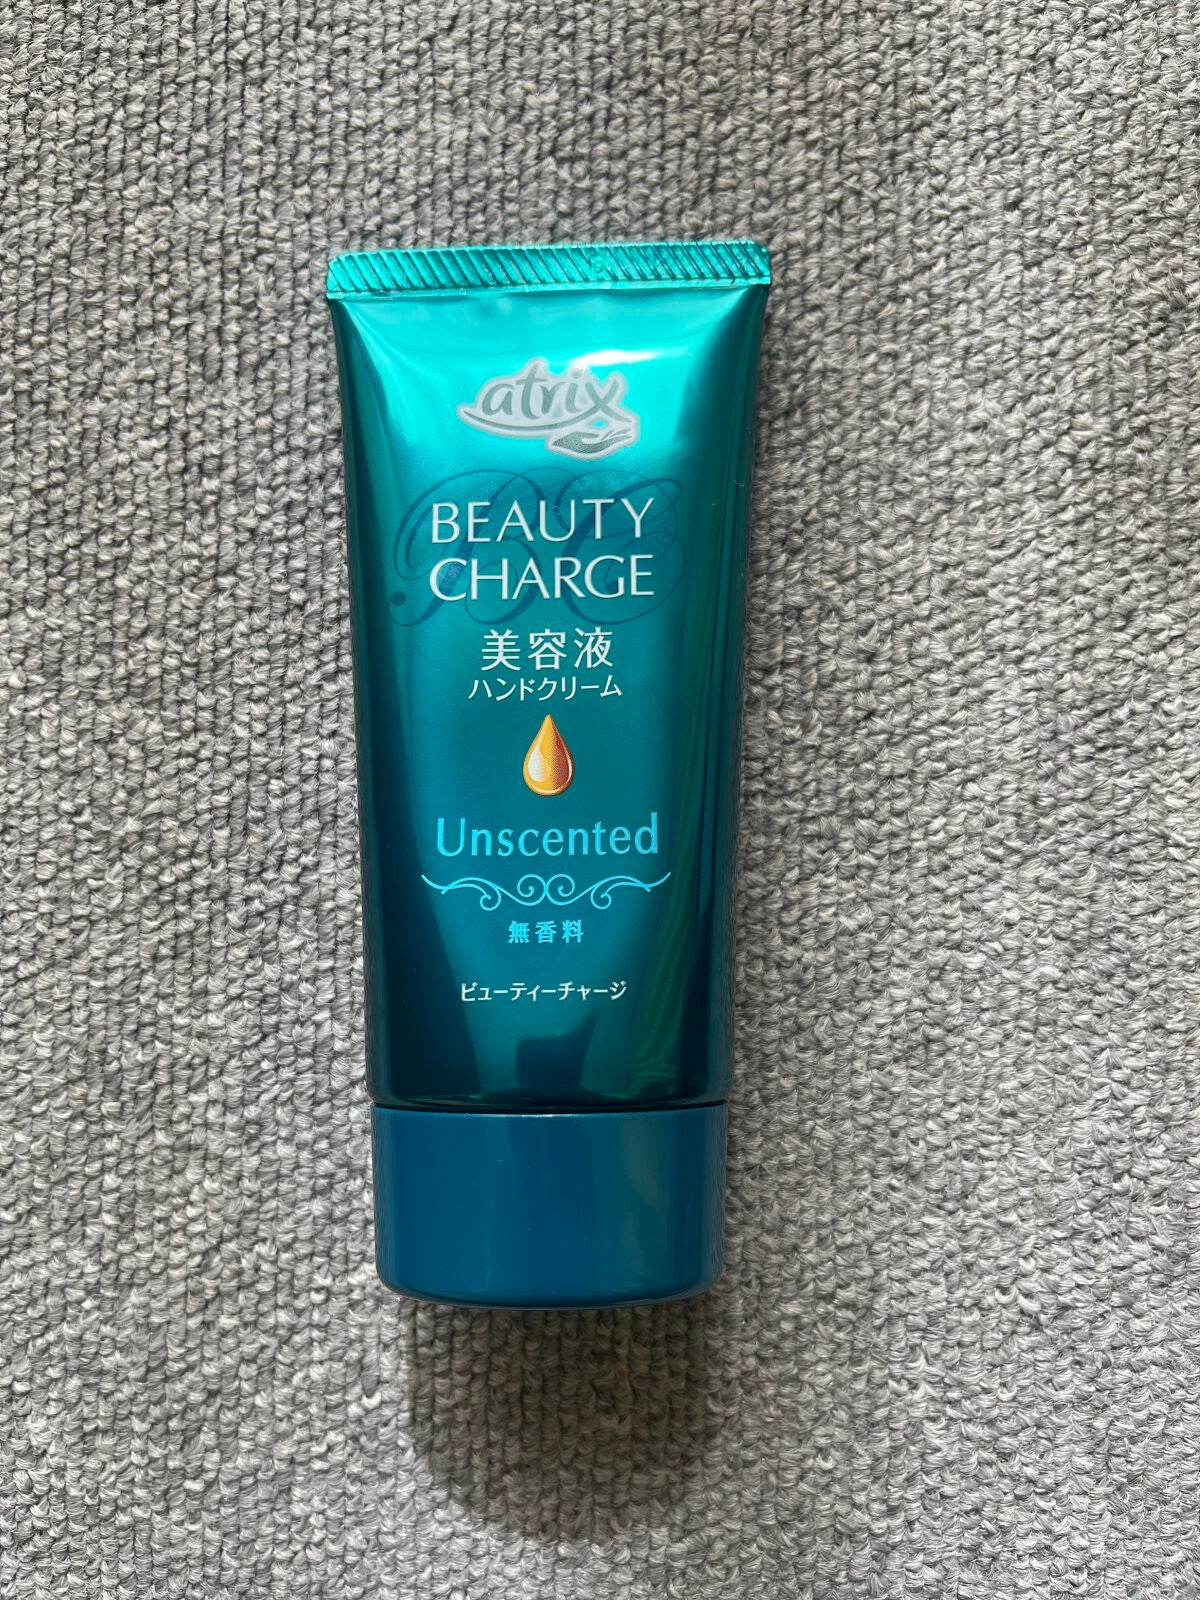 atrix
BEAUTY
CHARGE
美容液
ハンドクリーム
Unscented
無香料
ビューティーチャージ